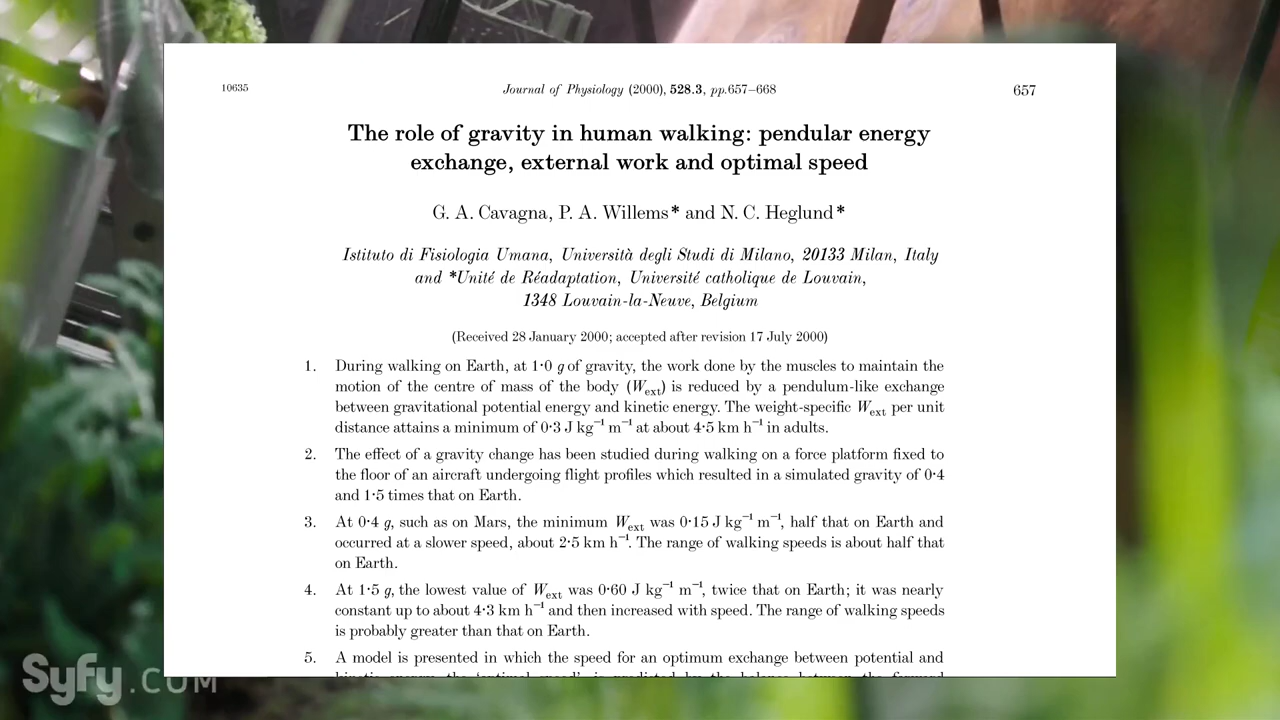 10635
Journal of Physiology (2000), 528.3, pp.657–668
657
The role of gravity in human walking: pendular energy
exchange, external work and optimal speed
G. A. Cavagna, P. A. Willems* and N. C. Heglund*
Istituto di Fisiologia Umana, Università degli Studi di Milano, 20133 Milan, Italy
and *Unité de Réadaptation, Université catholique de Louvain,
1348 Louvain-la-Neuve, Belgium
(Received 28 January 2000; accepted after revision 17 July 2000)
1. During walking on Earth, at 1·0 g of gravity, the work done by the muscles to maintain the
motion of the centre of mass of the body (Wext) is reduced by a pendulum-like exchange
between gravitational potential energy and kinetic energy. The weight-specific Wext per unit
distance attains a minimum of 0·3 J kg⁻¹ m⁻¹ at about 4·5 km h⁻¹ in adults.
2. The effect of a gravity change has been studied during walking on a force platform fixed to
the floor of an aircraft undergoing flight profiles which resulted in a simulated gravity of 0·4
and 1·5 times that on Earth.
3. At 0·4 g, such as on Mars, the minimum Wext was 0·15 J kg⁻¹ m⁻¹, half that on Earth and
occurred at a slower speed, about 2·5 km h⁻¹. The range of walking speeds is about half that
on Earth.
4. At 1·5 g, the lowest value of Wext was 0·60 J kg⁻¹ m⁻¹, twice that on Earth; it was nearly
constant up to about 4·3 km h⁻¹ and then increased with speed. The range of walking speeds
is probably greater than that on Earth.
5. A model is presented in which the speed for an optimum exchange between potential and
Syfy.COM